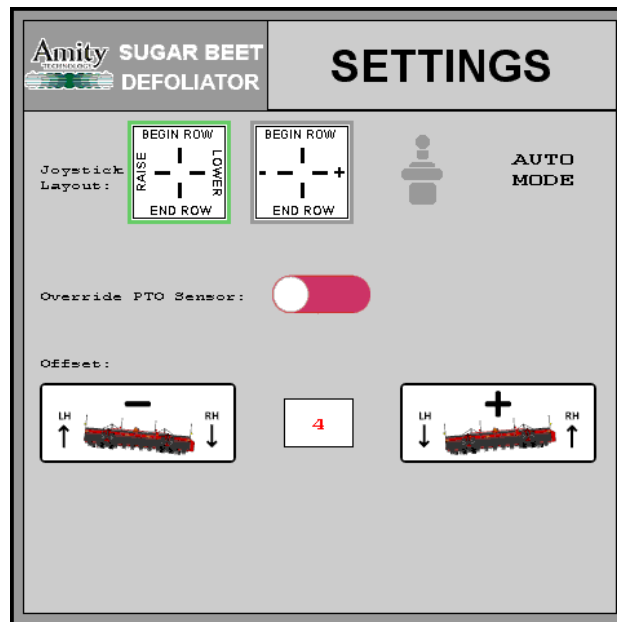 Amity
TECHNOLOGY
SUGAR BEET
DEFOLIATOR
SETTINGS
Joystick
Layout:
BEGIN ROW
RAISE
LOWER
END ROW
BEGIN ROW
- +
END ROW
AUTO
MODE
Override PTO Sensor:
Offset:
−
LH
RH
4
+
LH
RH